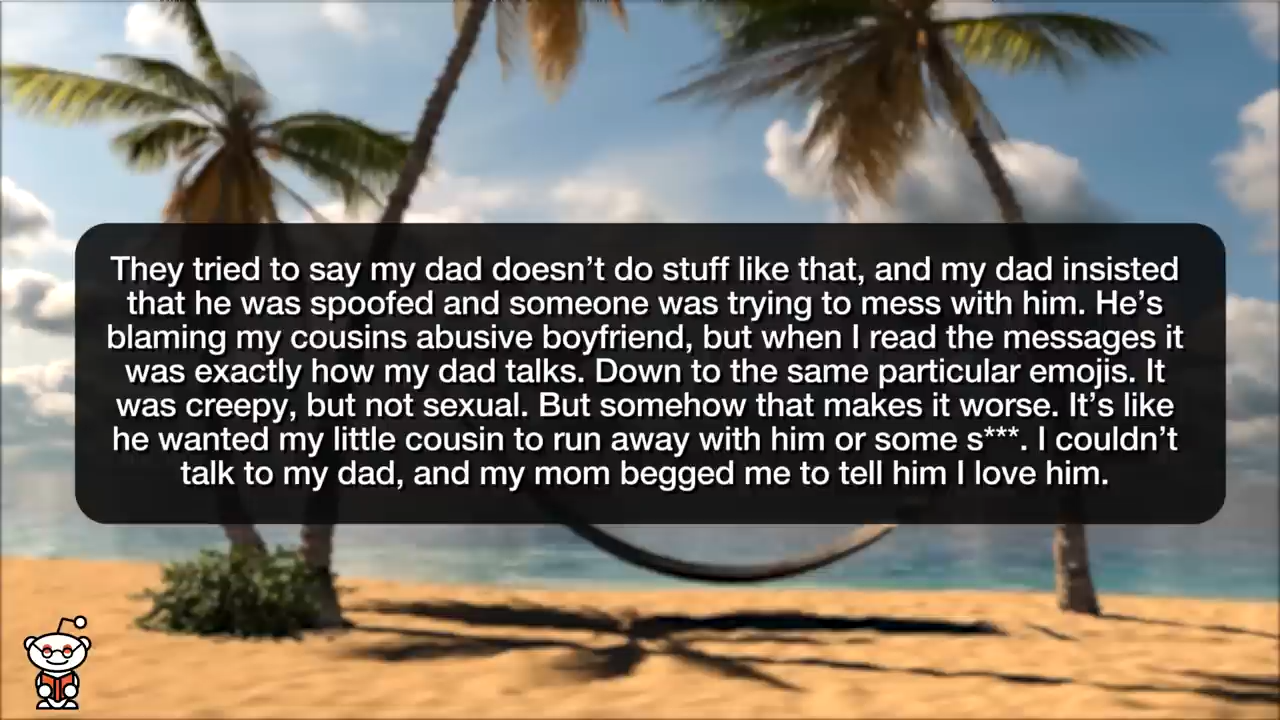 They tried to say my dad doesn’t do stuff like that, and my dad insisted
that he was spoofed and someone was trying to mess with him. He’s
blaming my cousins abusive boyfriend, but when I read the messages it
was exactly how my dad talks. Down to the same particular emojis. It
was creepy, but not sexual. But somehow that makes it worse. It’s like
he wanted my little cousin to run away with him or some s***. I couldn’t
talk to my dad, and my mom begged me to tell him I love him.